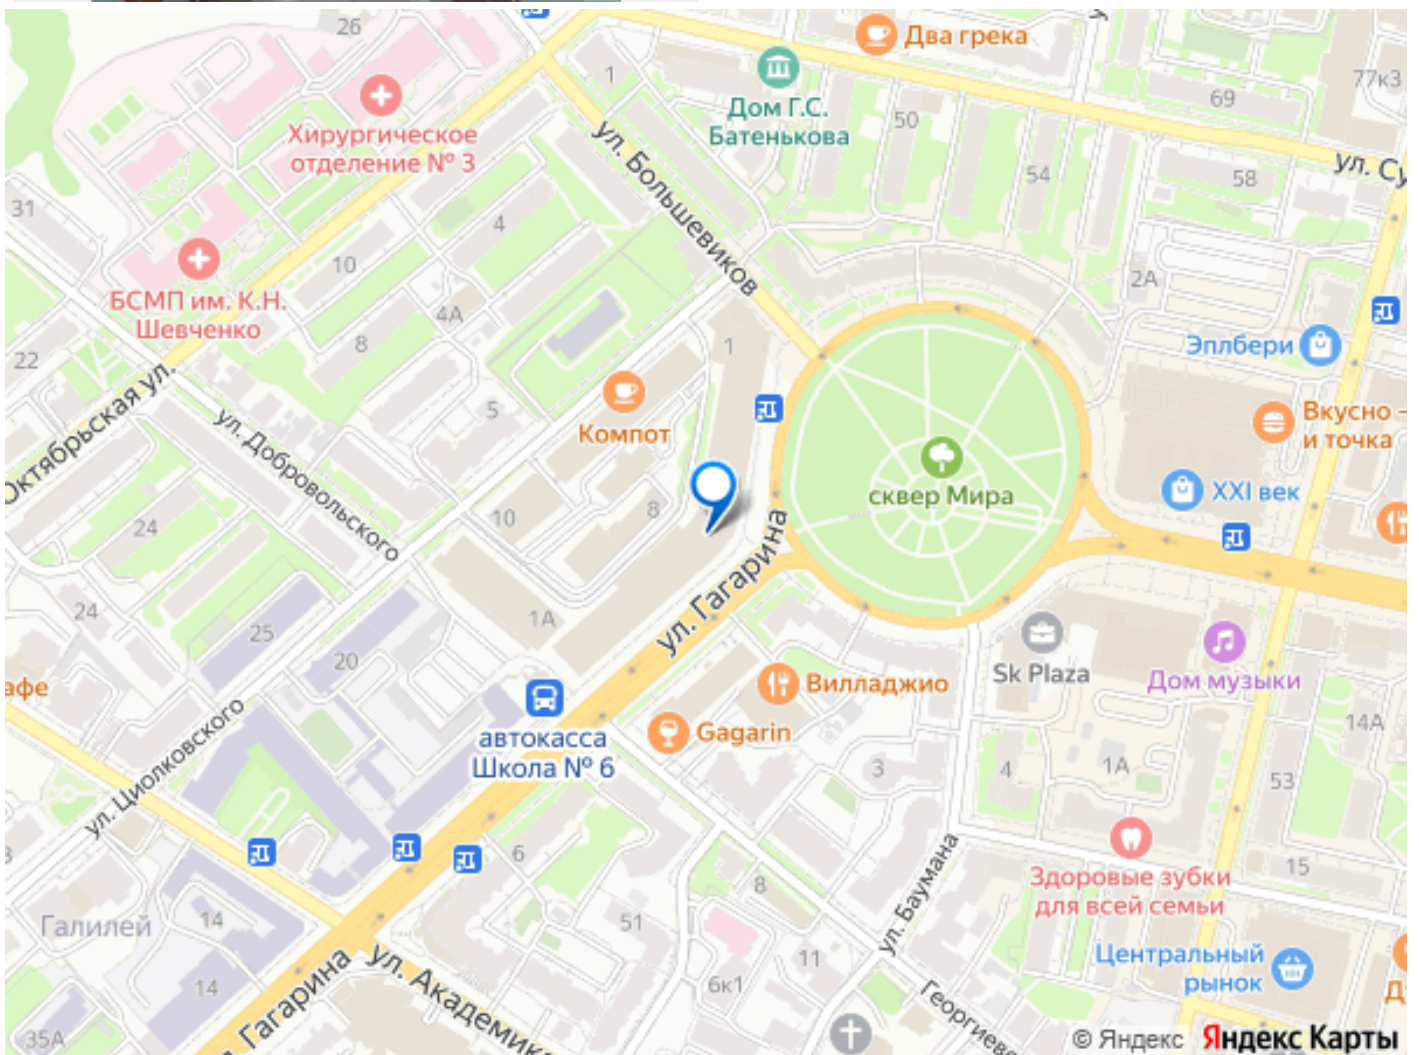 26
Два грека
1
77к3
Хирургическое
отделение № 3
Дом Г.С.
Батенькова
69
50
ул. Большевиков
54
58
ул. Су
31
4
10
2А
БСМП им. К.Н.
Шевченко
4А
1
Эплбери
22
8
Октябрьская ул.
5
Компот
Вкусно –
и точка
ул. Добровольского
сквер Мира
XXI век
24
10
8
ул. Гагарина
24
25
1А
20
Sk Plaza
Дом музыки
афе
Вилладжио
автокасса
Школа № 6
Gagarin
14А
ул. Циолковского
3
4
1А
53
6
8
ул. Баумана
Здоровые зубки
для всей семьи
15
Галилей
14
51
11
Центральный
рынок
14
6к1
Гагарина
ул. Академик
Георгиевс
35А
© Яндекс Яндекс Карты